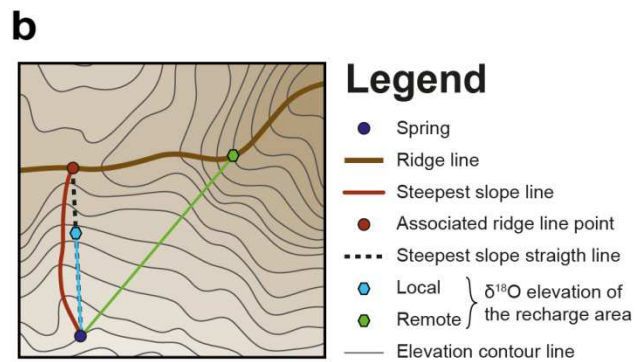 b
Legend
Spring
Ridge line
Steepest slope line
Associated ridge line point
Steepest slope straigth line
Local
Remote
δ¹⁸O elevation of
the recharge area
Elevation contour line